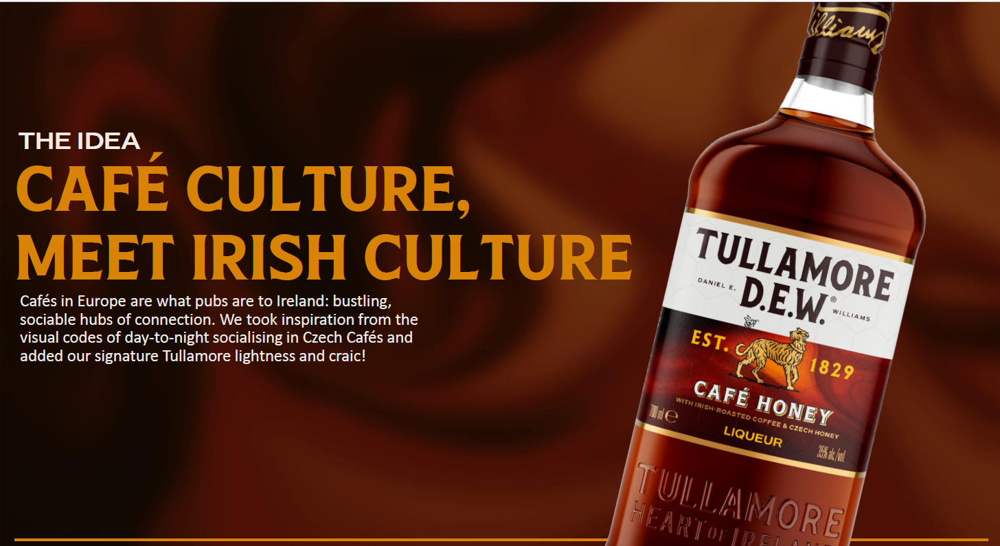 THE IDEA
CAFÉ CULTURE,
MEET IRISH CULTURE
Cafés in Europe are what pubs are to Ireland: bustling,
sociable hubs of connection. We took inspiration from the
visual codes of day-to-night socialising in Czech Cafés and
added our signature Tullamore lightness and craic!
Williams
TULLAMORE
DANIEL E. D.E.W.® WILLIAMS
EST. 1829
CAFÉ HONEY
WITH IRISH-ROASTED COFFEE & CZECH HONEY
700 ml e
LIQUEUR
35% alc./vol.
TULLAMORE
HEART OF IRELAND